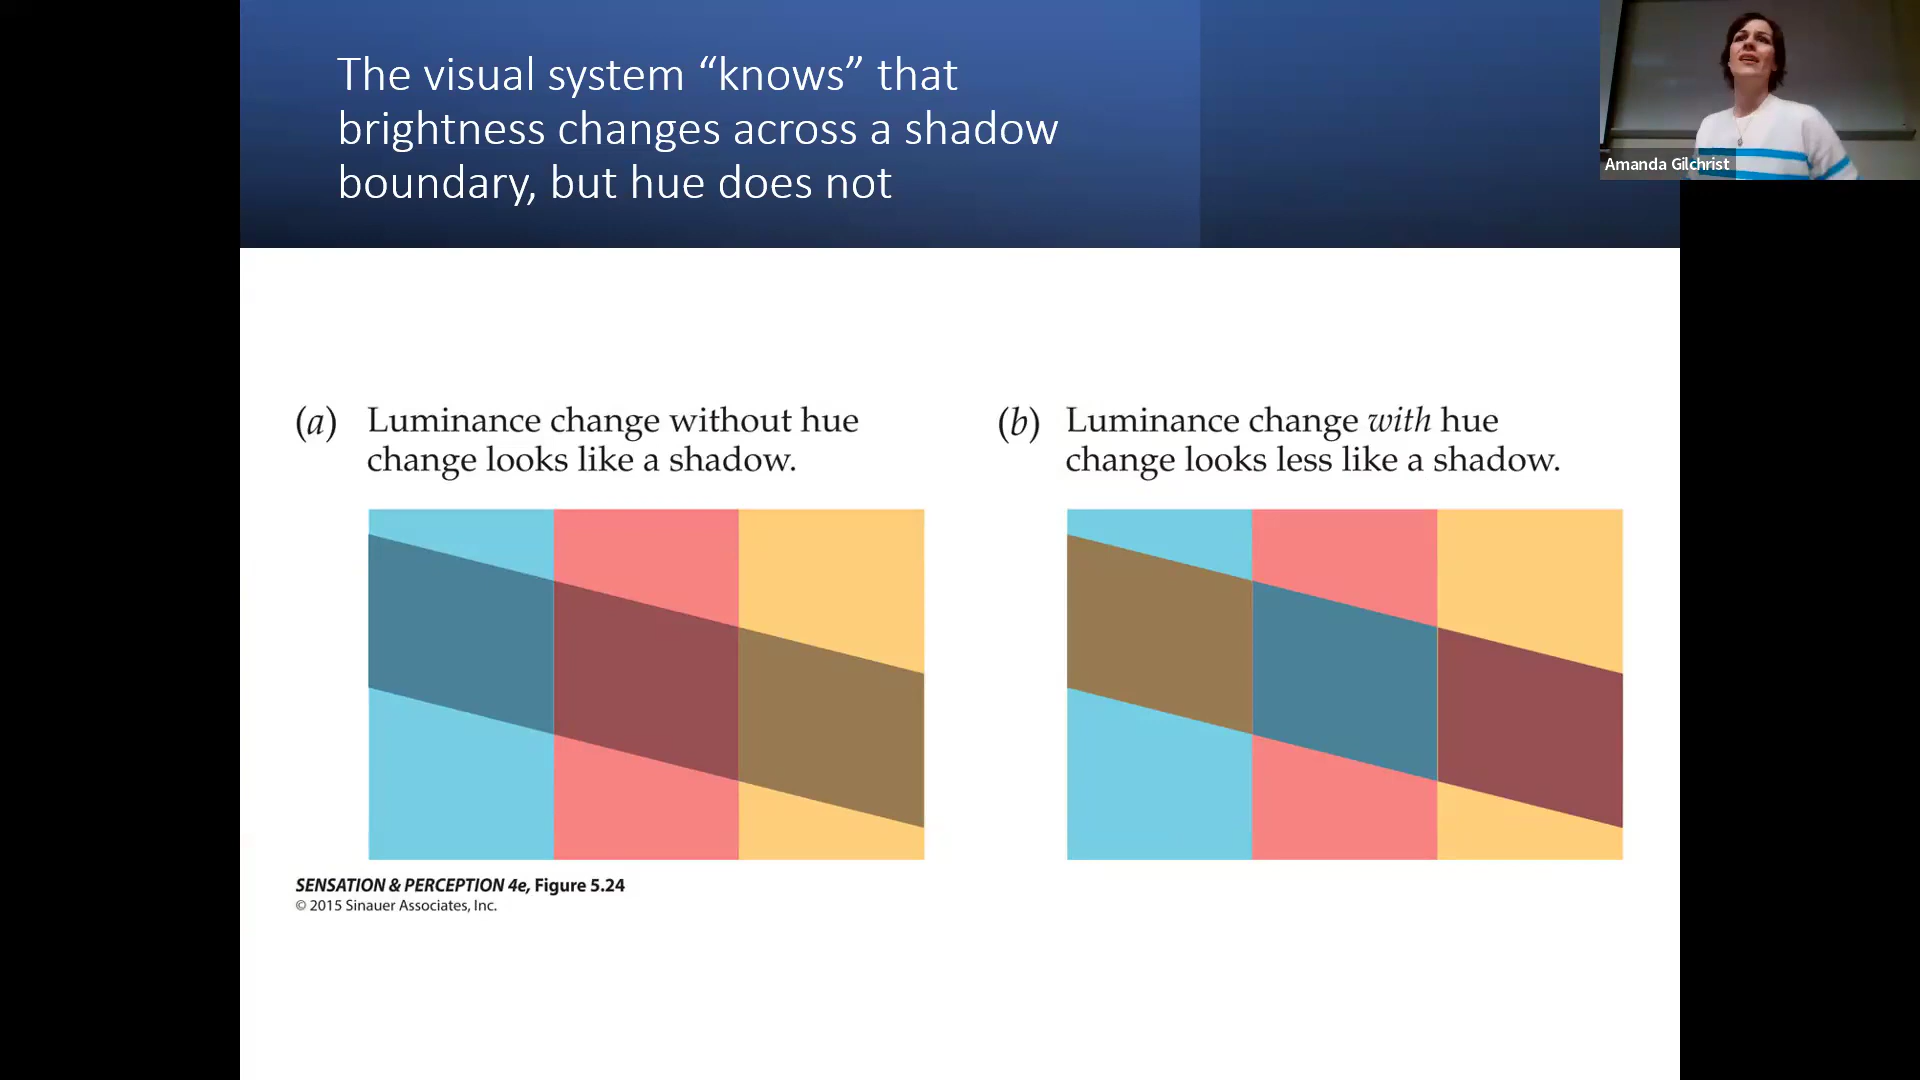 The visual system “knows” that
brightness changes across a shadow
boundary, but hue does not
Amanda Gilchrist
(a) Luminance change without hue
change looks like a shadow.
(b) Luminance change with hue
change looks less like a shadow.
SENSATION & PERCEPTION 4e, Figure 5.24
© 2015 Sinauer Associates, Inc.